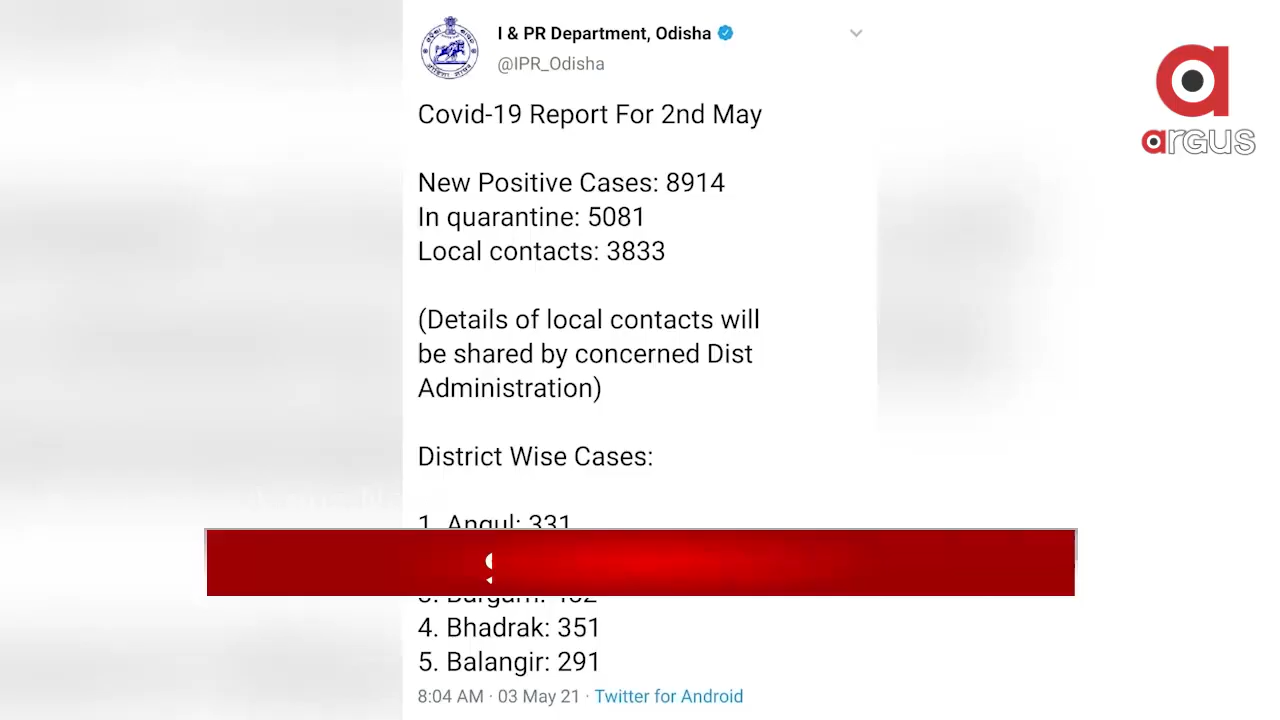 I & PR Department, Odisha
@IPR_Odisha
argus
Covid-19 Report For 2nd May
New Positive Cases: 8914
In quarantine: 5081
Local contacts: 3833
(Details of local contacts will
be shared by concerned Dist
Administration)
District Wise Cases:
1. Angul: 331
4. Bhadrak: 351
5. Balangir: 291
8:04 AM · 03 May 21 · Twitter for Android